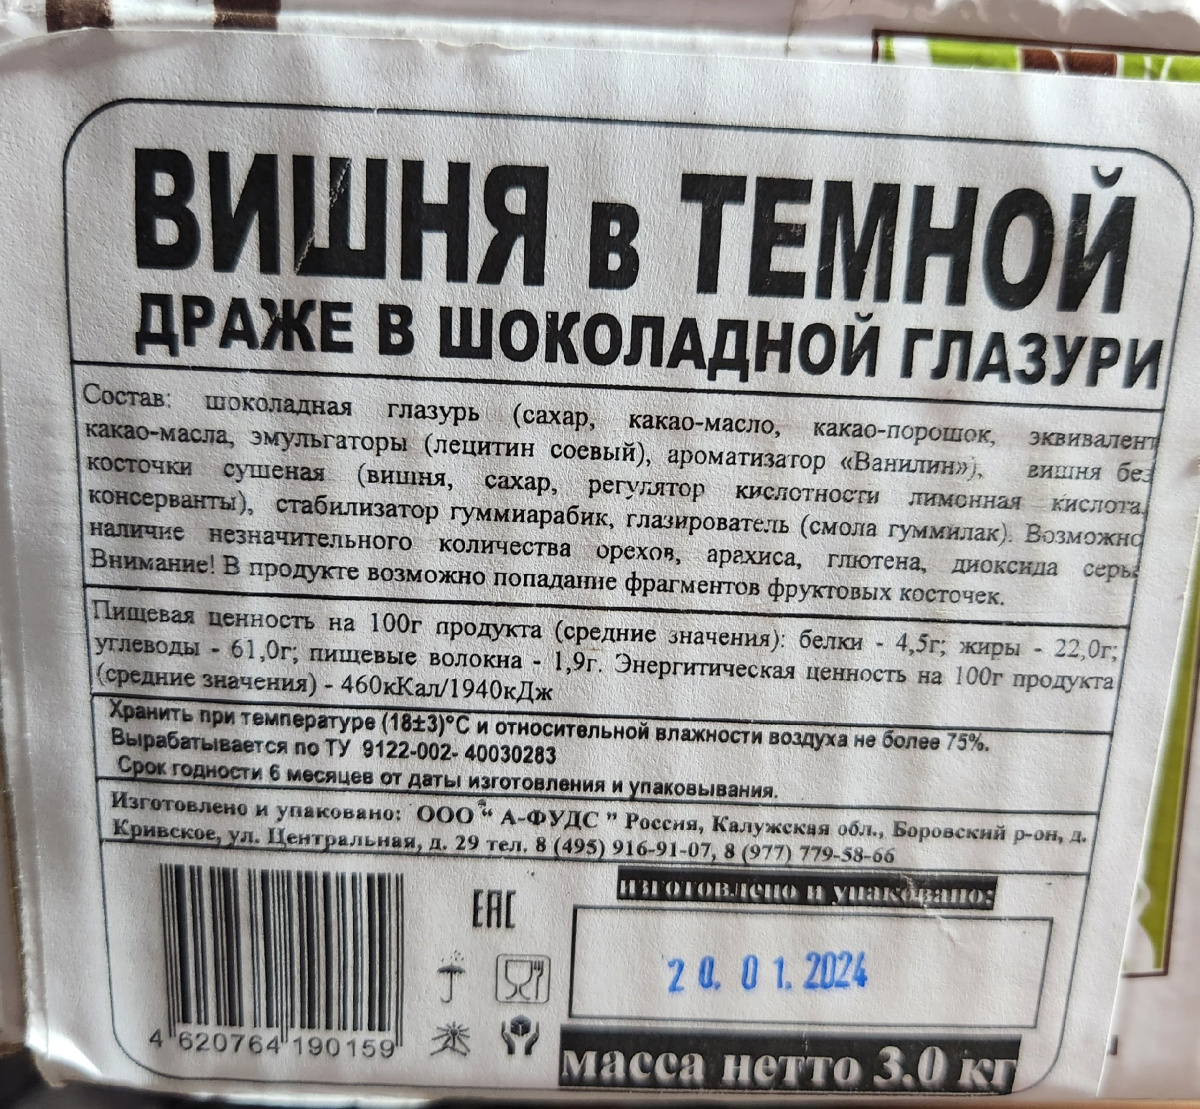 ВИШНЯ в ТЕМНОЙ
ДРАЖЕ В ШОКОЛАДНОЙ ГЛАЗУРИ
Состав: шоколадная глазурь (сахар, какао-масло, какао-порошок, эквивалент
какао-масла, эмульгаторы (лецитин соевый), ароматизатор «Ванилин»), вишня без
косточки сушеная (вишня, сахар, регулятор кислотности лимонная кислота,
консерванты), стабилизатор гуммиарабик, глазирователь (смола гуммилак). Возможно
наличие незначительного количества орехов, арахиса, глютена, диоксида серы
Внимание! В продукте возможно попадание фрагментов фруктовых косточек.
Пищевая ценность на 100г продукта (средние значения): белки - 4,5г; жиры - 22,0г;
углеводы - 61,0г; пищевые волокна - 1,9г. Энергитическая ценность на 100г продукта
(средние значения) - 460кКал/1940кДж
Хранить при температуре (18±3)°С и относительной влажности воздуха не более 75%.
Вырабатывается по ТУ 9122-002- 40030283
Срок годности 6 месяцев от даты изготовления и упаковывания.
Изготовлено и упаковано: ООО “ А-ФУДС ” Россия, Калужская обл., Боровский р-он, д.
Кривское, ул. Центральная, д. 29 тел. 8 (495) 916-91-07, 8 (977) 779-58-66
изготовлено и упаковано:
EAC
20.01.2024
4 620764 190159
масса нетто 3.0 кг